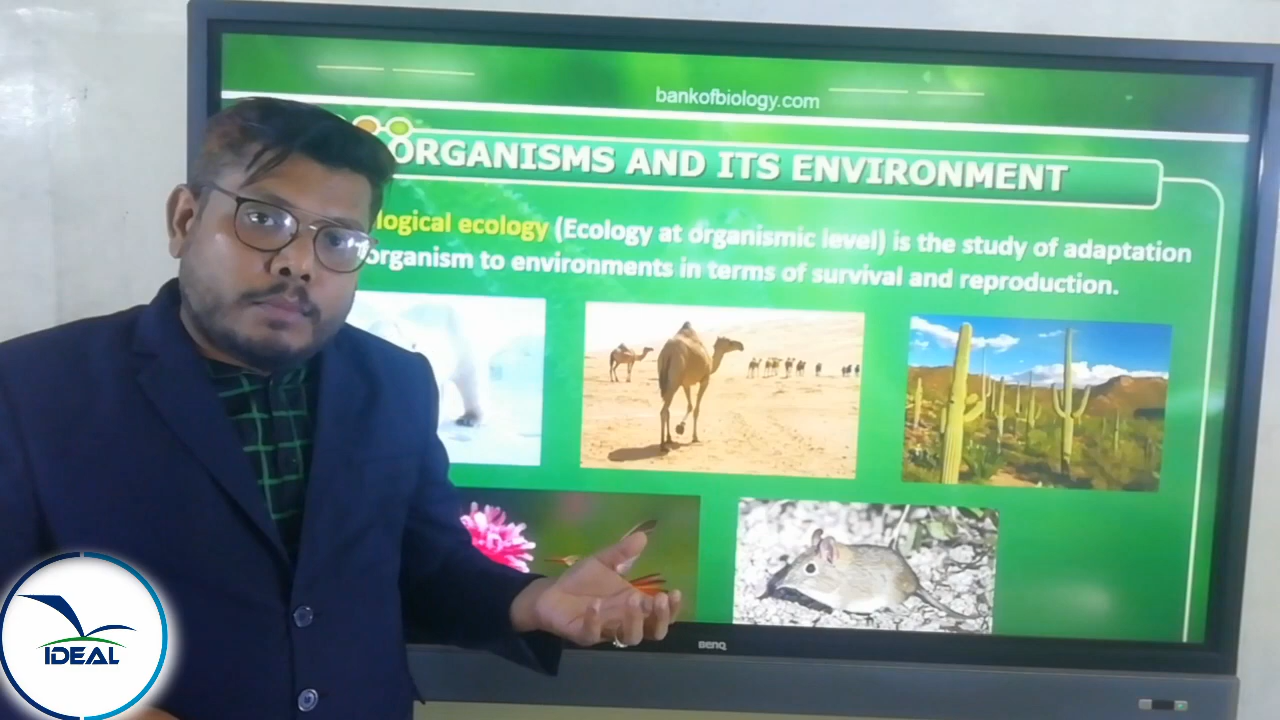 bankofbiology.com
ORGANISMS AND ITS ENVIRONMENT
logical ecology (Ecology at organismic level) is the study of adaptation
organism to environments in terms of survival and reproduction.
BenQ
IDEAL